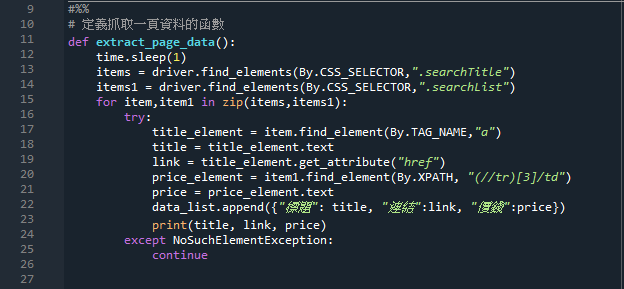 9 #%%
10 # 定義抓取一頁資料的函數
11 def extract_page_data():
12 time.sleep(1)
13 items = driver.find_elements(By.CSS_SELECTOR,".searchTitle")
14 items1 = driver.find_elements(By.CSS_SELECTOR,".searchList")
15 for item,item1 in zip(items,items1):
16 try:
17 title_element = item.find_element(By.TAG_NAME,"a")
18 title = title_element.text
19 link = title_element.get_attribute("href")
20 price_element = item1.find_element(By.XPATH, "(//tr)[3]/td")
21 price = price_element.text
22 data_list.append({"標題": title, "連結":link, "價錢":price})
23 print(title, link, price)
24 except NoSuchElementException:
25 continue
26
27